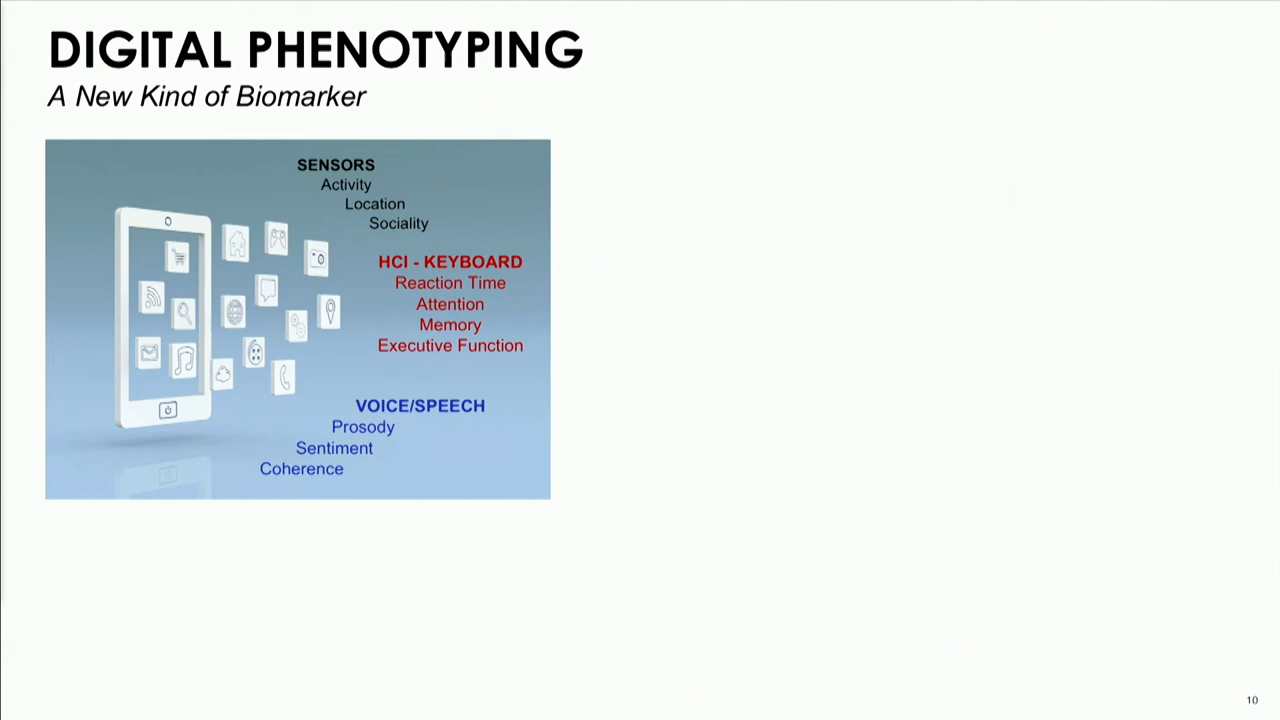 DIGITAL PHENOTYPING
A New Kind of Biomarker
SENSORS
Activity
Location
Sociality
HCI - KEYBOARD
Reaction Time
Attention
Memory
Executive Function
VOICE/SPEECH
Prosody
Sentiment
Coherence
10